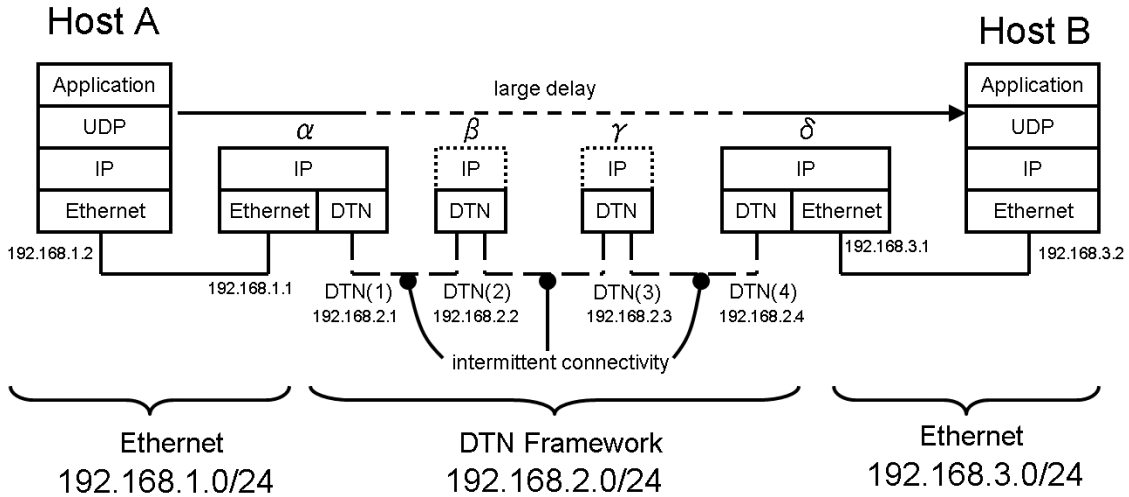 Host A
Host B
Application
UDP
IP
Ethernet
192.168.1.2
large delay
α
IP
Ethernet
DTN
192.168.1.1
β
IP
DTN
γ
IP
DTN
δ
IP
DTN
Ethernet
192.168.3.1
Application
UDP
IP
Ethernet
192.168.3.2
DTN(1)
192.168.2.1
DTN(2)
192.168.2.2
DTN(3)
192.168.2.3
DTN(4)
192.168.2.4
intermittent connectivity
Ethernet
192.168.1.0/24
DTN Framework
192.168.2.0/24
Ethernet
192.168.3.0/24